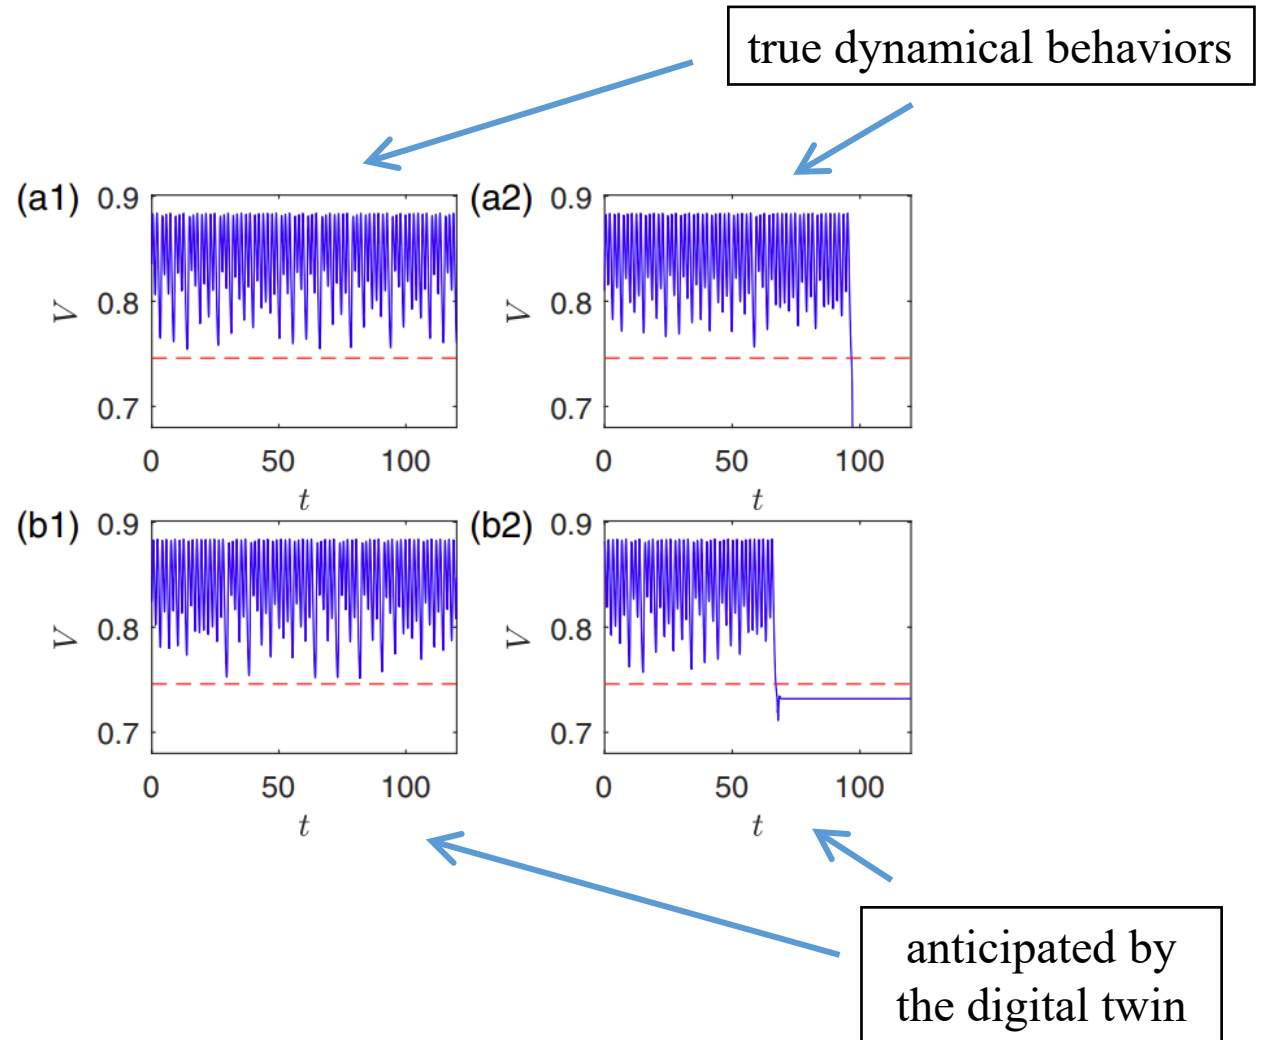 true dynamical behaviors
(a1) 0.9
0.8
0.7
V
0 50 100
t
(a2) 0.9
0.8
0.7
V
0 50 100
t
(b1) 0.9
0.8
0.7
V
0 50 100
t
(b2) 0.9
0.8
0.7
V
0 50 100
t
anticipated by
the digital twin